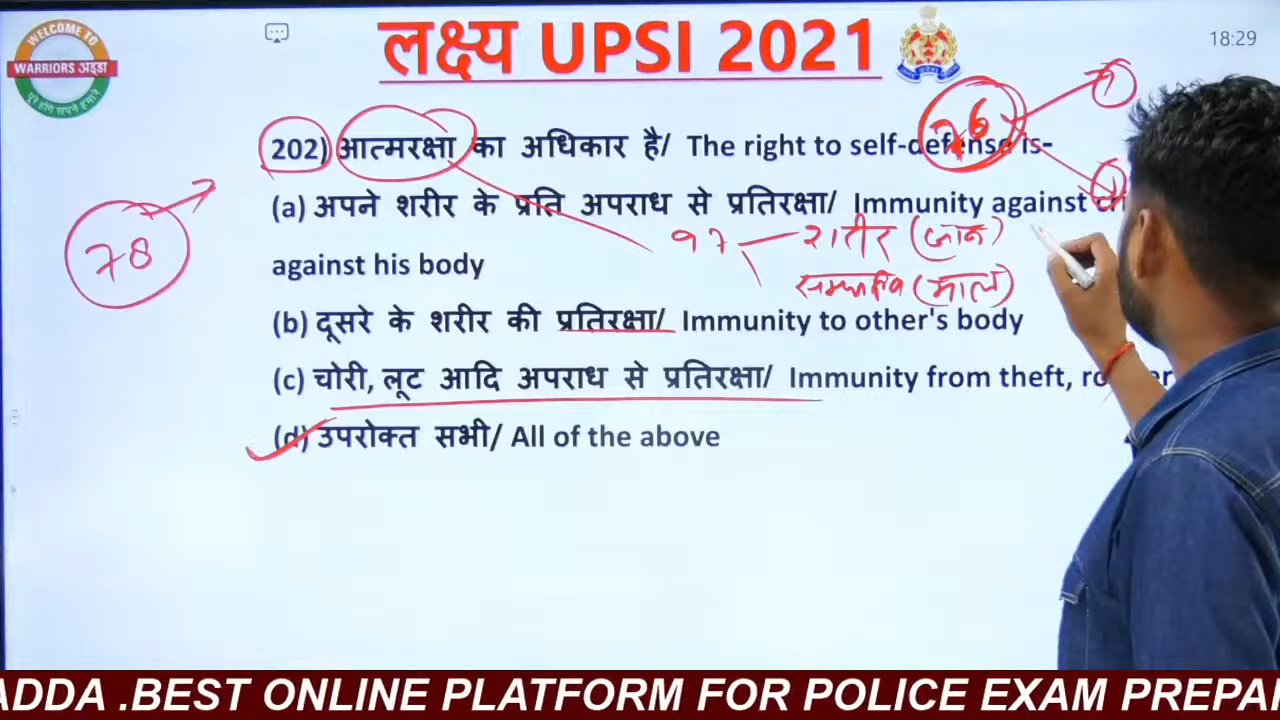 WELCOME TO
WARRIORS अड्डा
पूरे होंगे सपने हमारे
लक्ष्य UPSI 2021
18:29
202) आत्मरक्षा का अधिकार है/ The right to self-defense is-
76
(a) अपने शरीर के प्रति अपराध से प्रतिरक्षा/ Immunity against
78
97 शरीर (जान)
against his body
सम्पत्ति (माल)
(b) दूसरे के शरीर की प्रतिरक्षा/ Immunity to other's body
(c) चोरी, लूट आदि अपराध से प्रतिरक्षा/ Immunity from theft,
(d) उपरोक्त सभी/ All of the above
ADDA .BEST ONLINE PLATFORM FOR POLICE EXAM PREPA